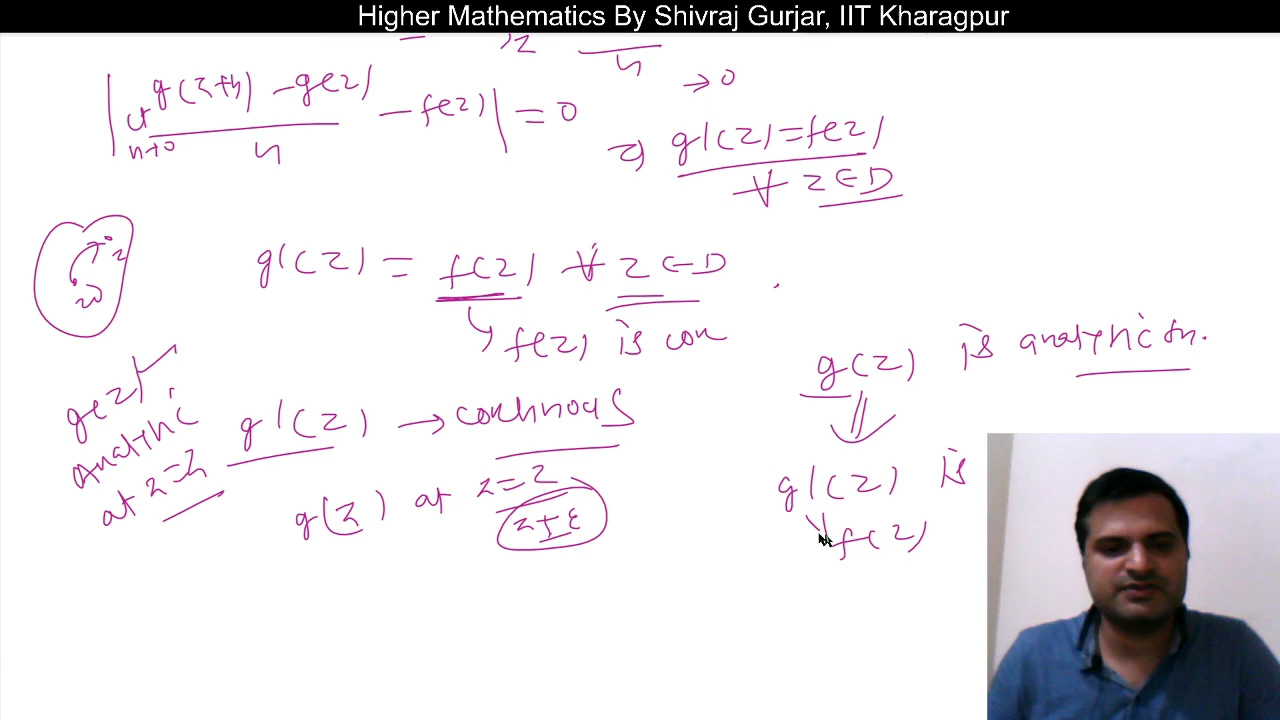 Higher Mathematics By Shivraj Gurjar, IIT Kharagpur
= z h
| lt h→0 g(z+h) - g(z) / h - f(z) | = 0
→ 0
⇒ g'(z) = f(z)
∀ z ∈ D
z0 z
g'(z) = f(z) ∀ z ∈ D .
↳ f(z) is con
g(z) is analytic fn.
g(z)
analytic
at z=z
g'(z) → continous
g(z) at z=z
z+ε
⇓
g'(z) is
f(z)